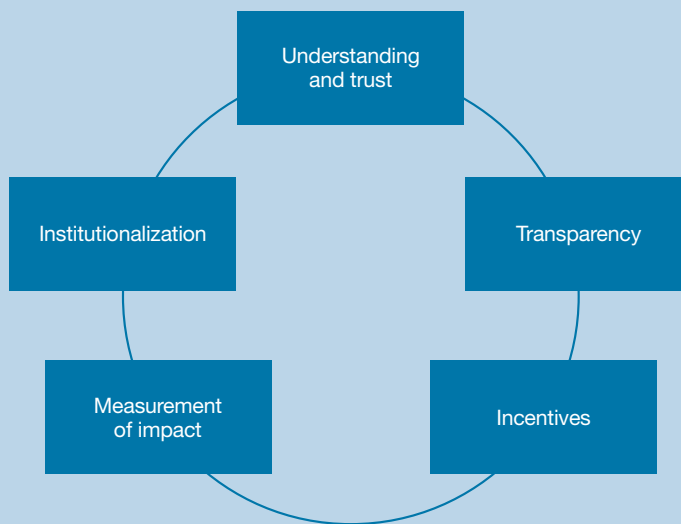 Understanding
and trust
Institutionalization
Transparency
Measurement
of impact
Incentives